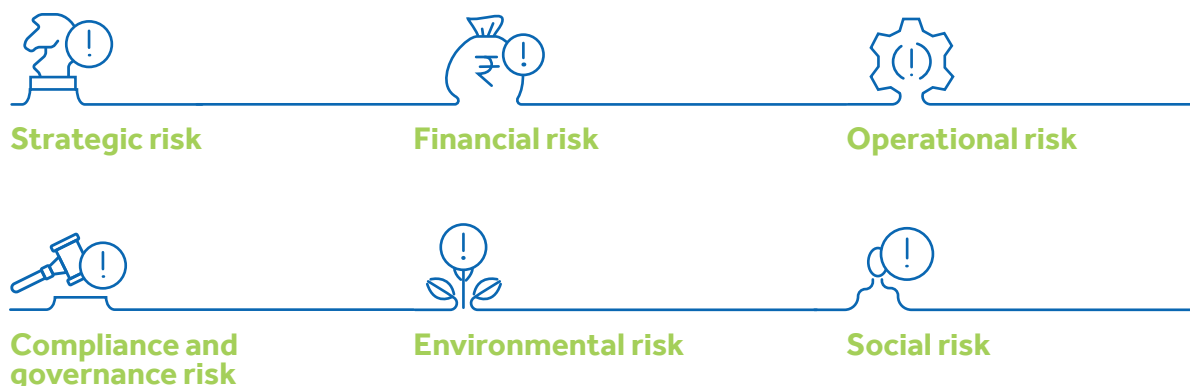 Strategic risk
Financial risk
Operational risk
Compliance and
governance risk
Environmental risk
Social risk